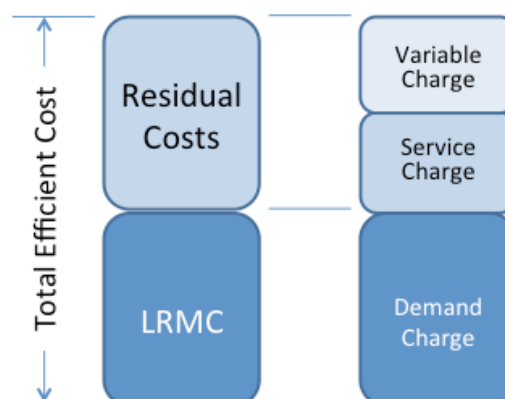 Total Efficient Cost
Residual
Costs
LRMC
Variable
Charge
Service
Charge
Demand
Charge